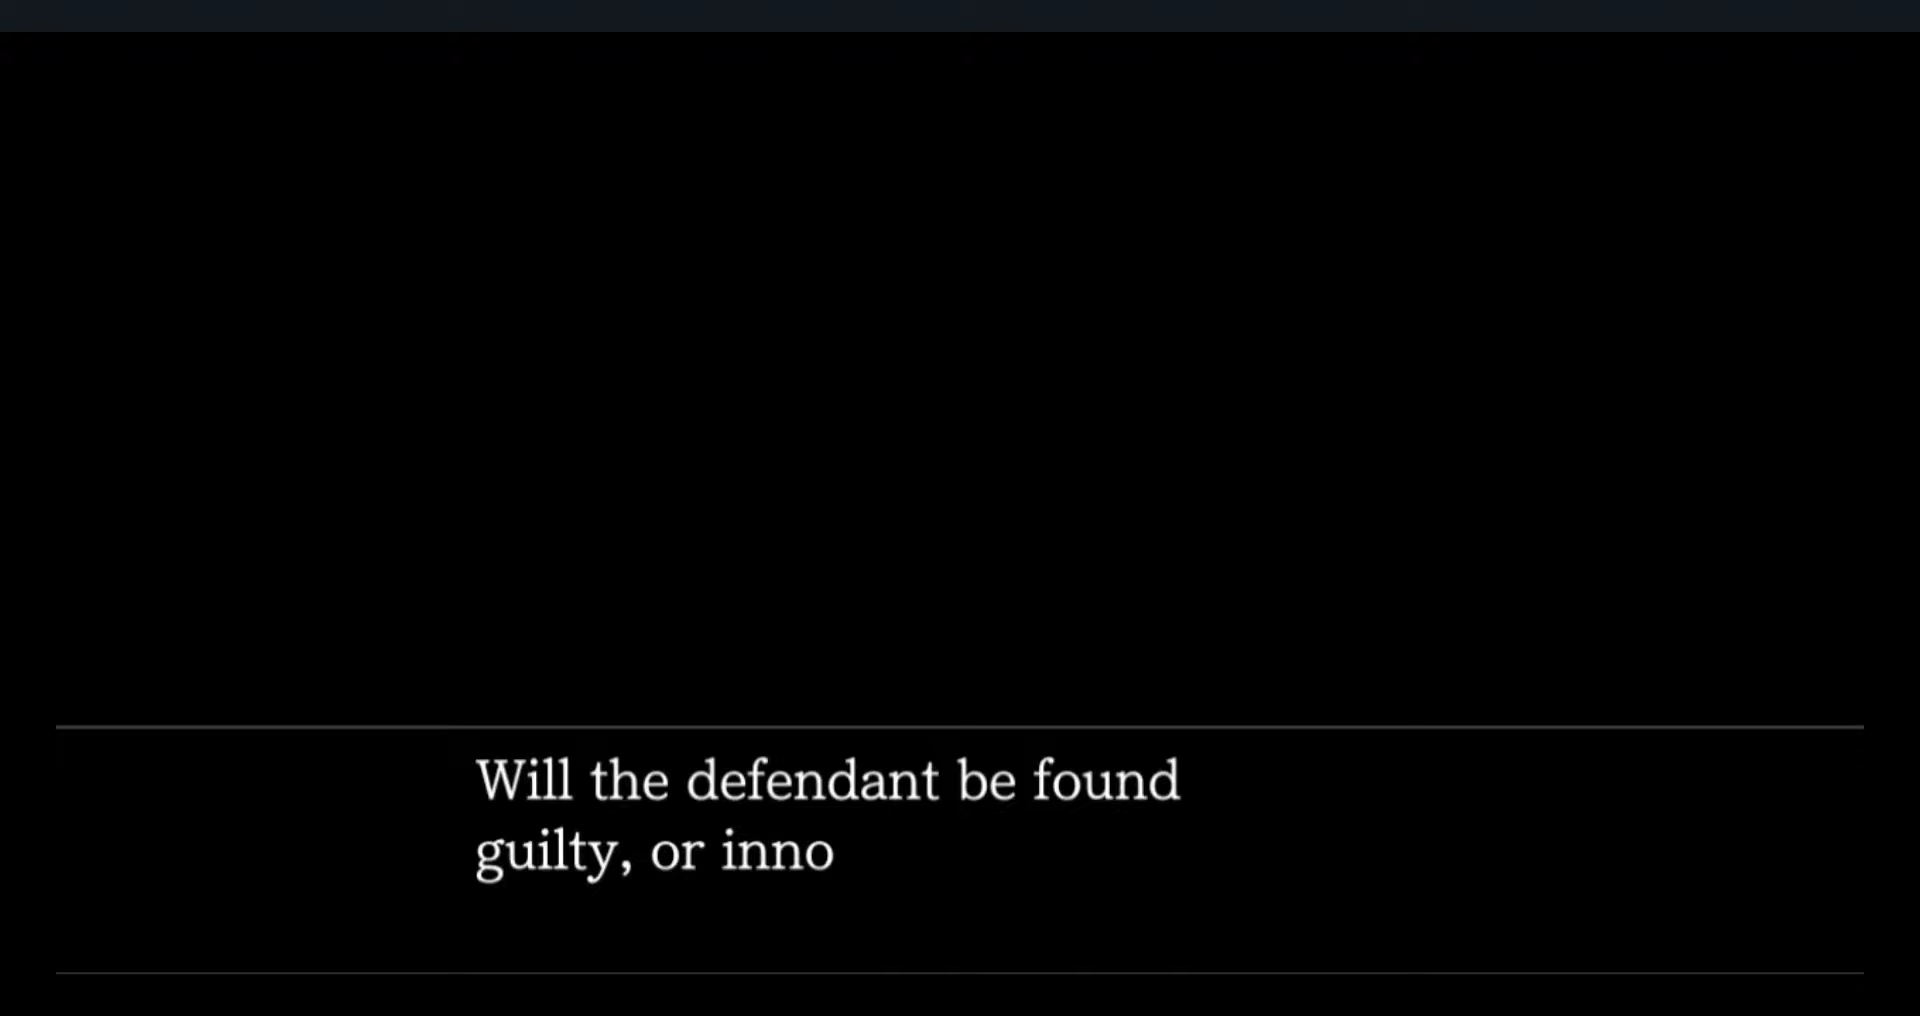 Will the defendant be found
guilty, or inno